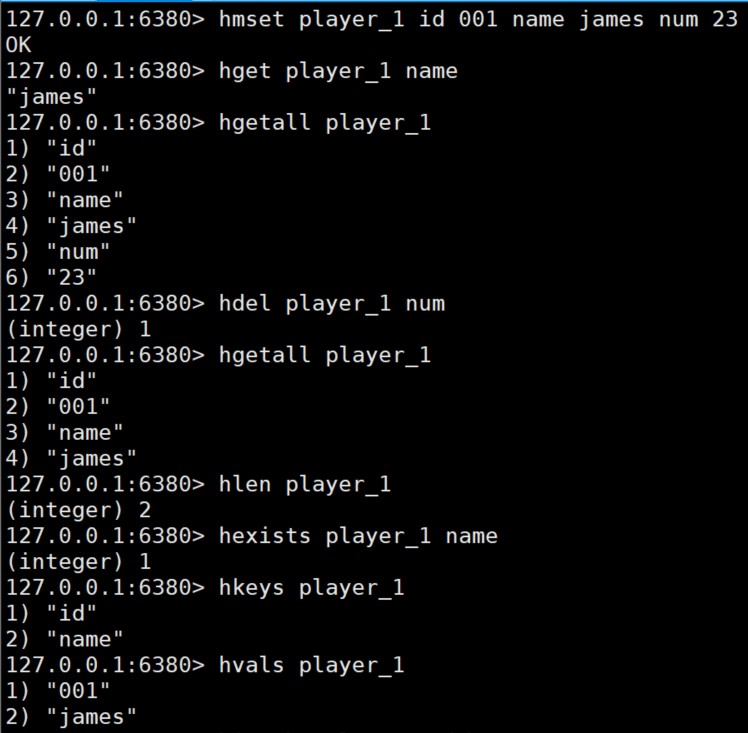 127.0.0.1:6380> hmset player_1 id 001 name james num 23
OK
127.0.0.1:6380> hget player_1 name
"james"
127.0.0.1:6380> hgetall player_1
1) "id"
2) "001"
3) "name"
4) "james"
5) "num"
6) "23"
127.0.0.1:6380> hdel player_1 num
(integer) 1
127.0.0.1:6380> hgetall player_1
1) "id"
2) "001"
3) "name"
4) "james"
127.0.0.1:6380> hlen player_1
(integer) 2
127.0.0.1:6380> hexists player_1 name
(integer) 1
127.0.0.1:6380> hkeys player_1
1) "id"
2) "name"
127.0.0.1:6380> hvals player_1
1) "001"
2) "james"